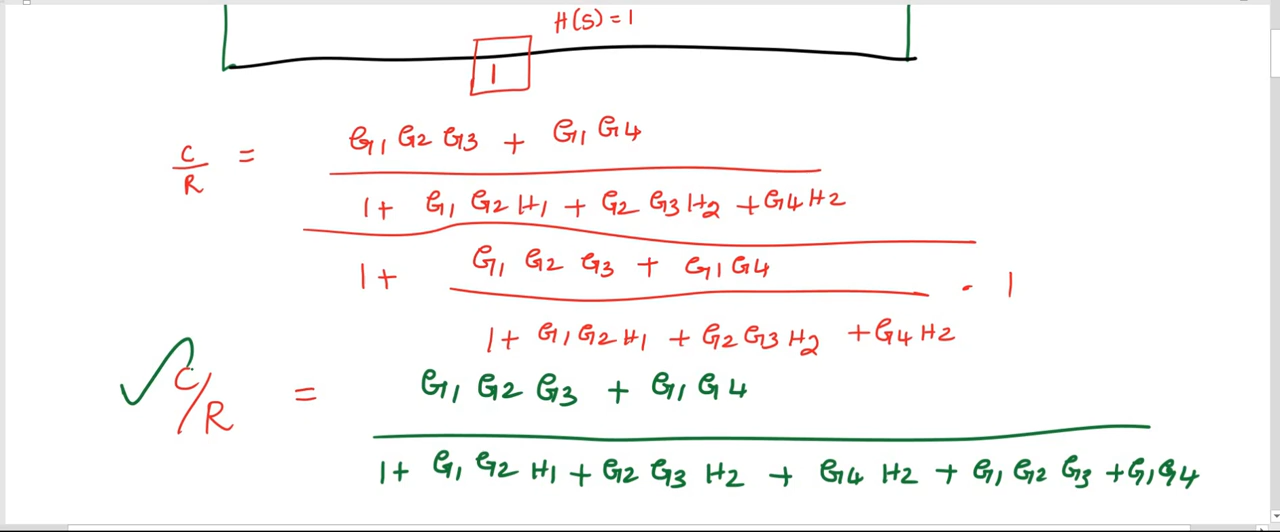 H(S) = 1
1
C/R = G1 G2 G3 + G1 G4
1 + G1 G2 H1 + G2 G3 H2 + G4 H2
1 + G1 G2 G3 + G1 G4 . 1
1 + G1 G2 H1 + G2 G3 H2 + G4 H2
C/R = G1 G2 G3 + G1 G4
1 + G1 G2 H1 + G2 G3 H2 + G4 H2 + G1 G2 G3 + G1 G4